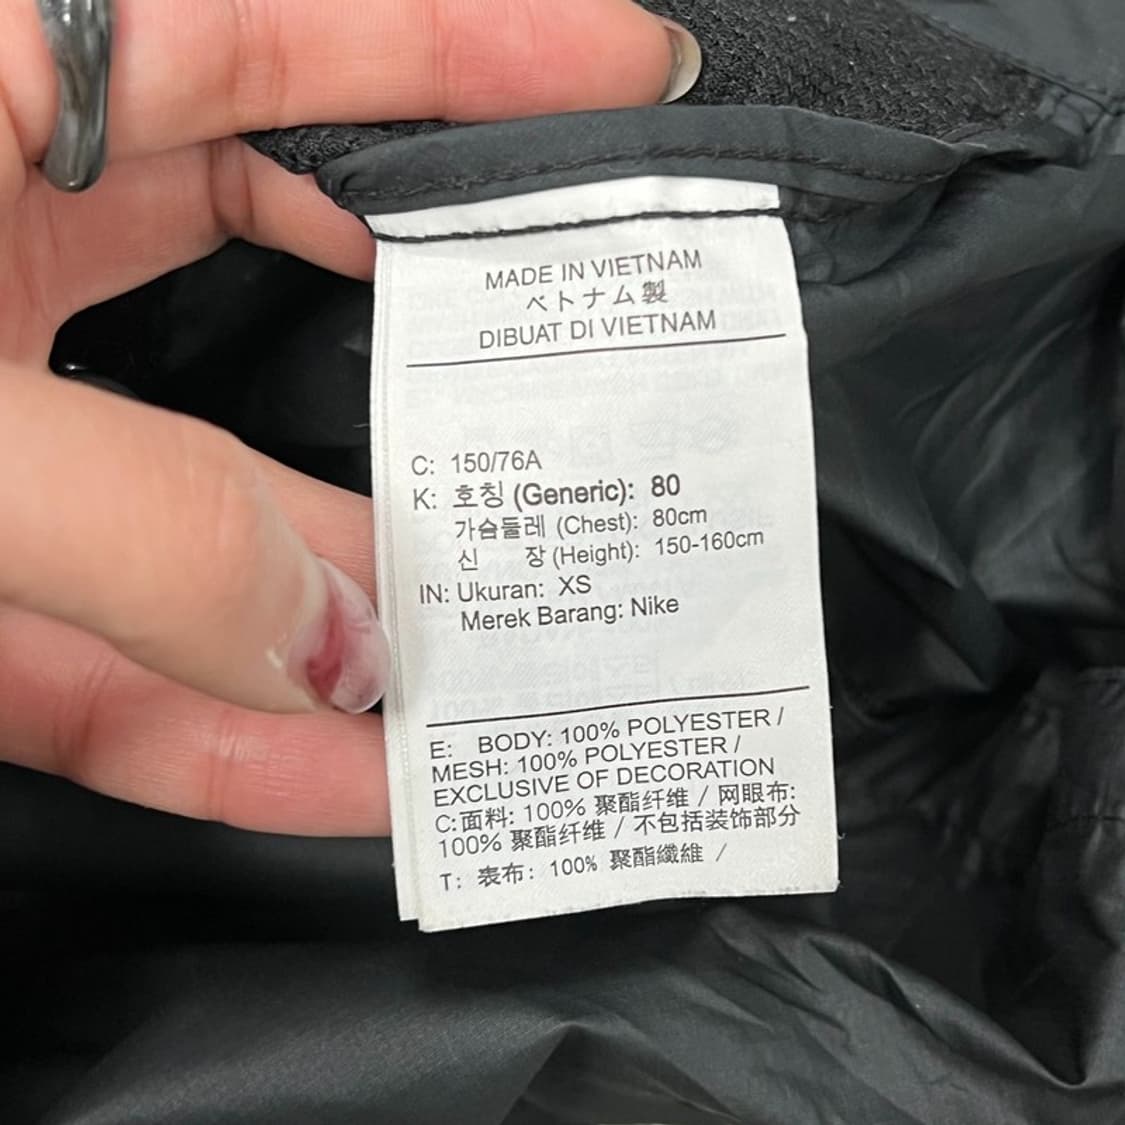 MADE IN VIETNAM
ベトナム製
DIBUAT DI VIETNAM
C: 150/76A
K: 호칭 (Generic): 80
가슴둘레 (Chest): 80cm
신 장 (Height): 150-160cm
IN: Ukuran: XS
Merek Barang: Nike
E: BODY: 100% POLYESTER /
MESH: 100% POLYESTER /
EXCLUSIVE OF DECORATION
C:面料: 100% 聚酯纤维 / 网眼布:
100% 聚酯纤维 / 不包括装饰部分
T: 表布: 100% 聚酯纖維 /